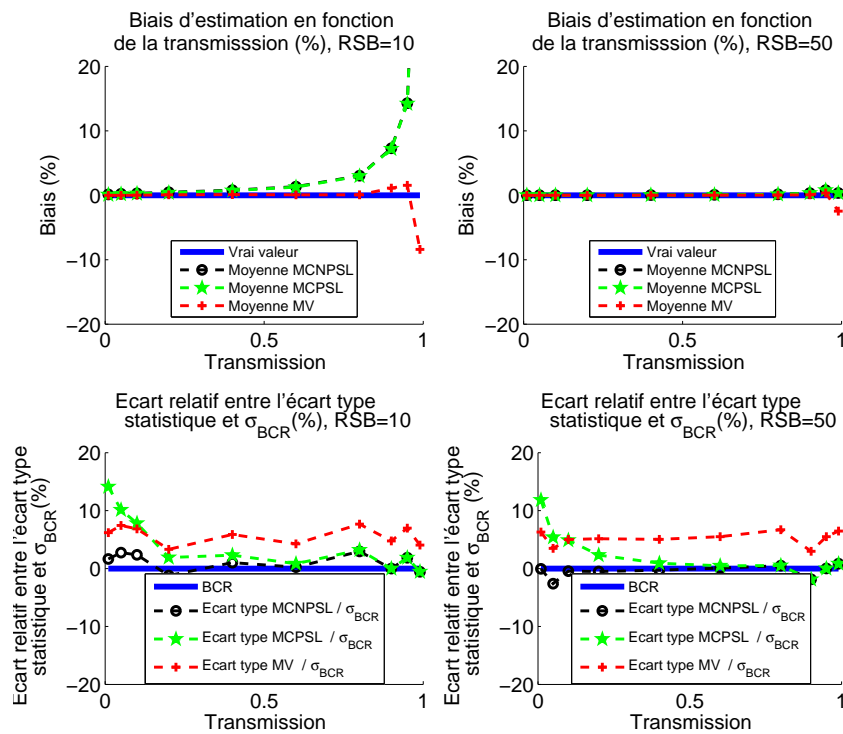 Biais d'estimation en fonction
de la transmisssion (%), RSB=10
20
10
0
−10
−20
Biais (%)
Vrai valeur
Moyenne MCNPSL
Moyenne MCPSL
Moyenne MV
0
0.5
1
Transmission
Biais d'estimation en fonction
de la transmisssion (%), RSB=50
20
10
0
−10
−20
Biais (%)
Vrai valeur
Moyenne MCNPSL
Moyenne MCPSL
Moyenne MV
0
0.5
1
Transmission
Ecart relatif entre l'écart type
statistique et σBCR(%), RSB=10
Ecart relatif entre l'écart type
statistique et σBCR(%)
20
10
0
−10
−20
BCR
Ecart type MCNPSL / σBCR
Ecart type MCPSL / σBCR
Ecart type MV / σBCR
0
0.5
1
Transmission
Ecart relatif entre l'écart type
statistique et σBCR(%), RSB=50
Ecart relatif entre l'écart type
statistique et σBCR (%)
20
10
0
−10
−20
BCR
Ecart type MCNPSL / σBCR
Ecart type MCPSL / σBCR
Ecart type MV / σBCR
0
0.5
1
Transmission